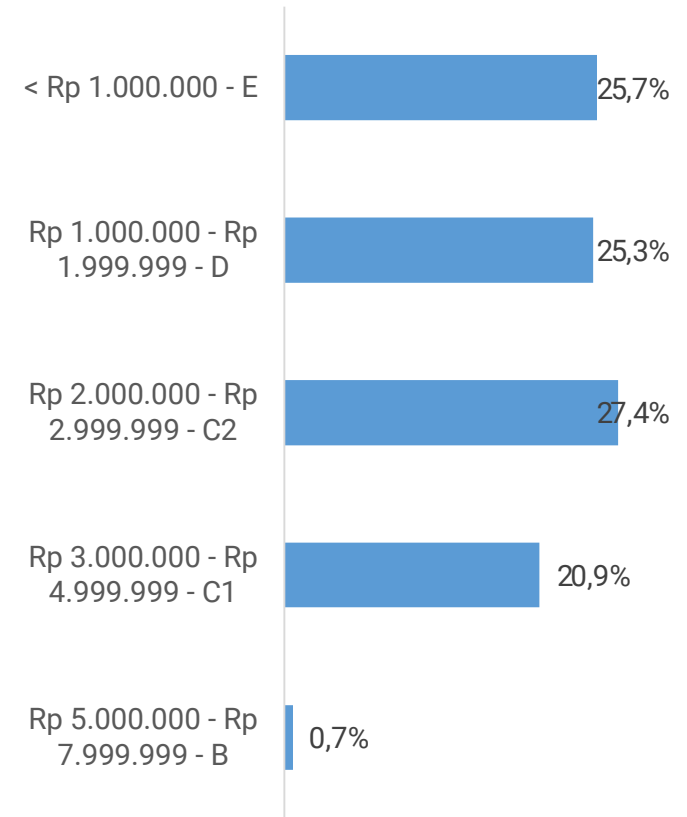 < Rp 1.000.000 - E
25,7%
Rp 1.000.000 - Rp
1.999.999 - D
25,3%
Rp 2.000.000 - Rp
2.999.999 - C2
27,4%
Rp 3.000.000 - Rp
4.999.999 - C1
20,9%
Rp 5.000.000 - Rp
7.999.999 - B
0,7%